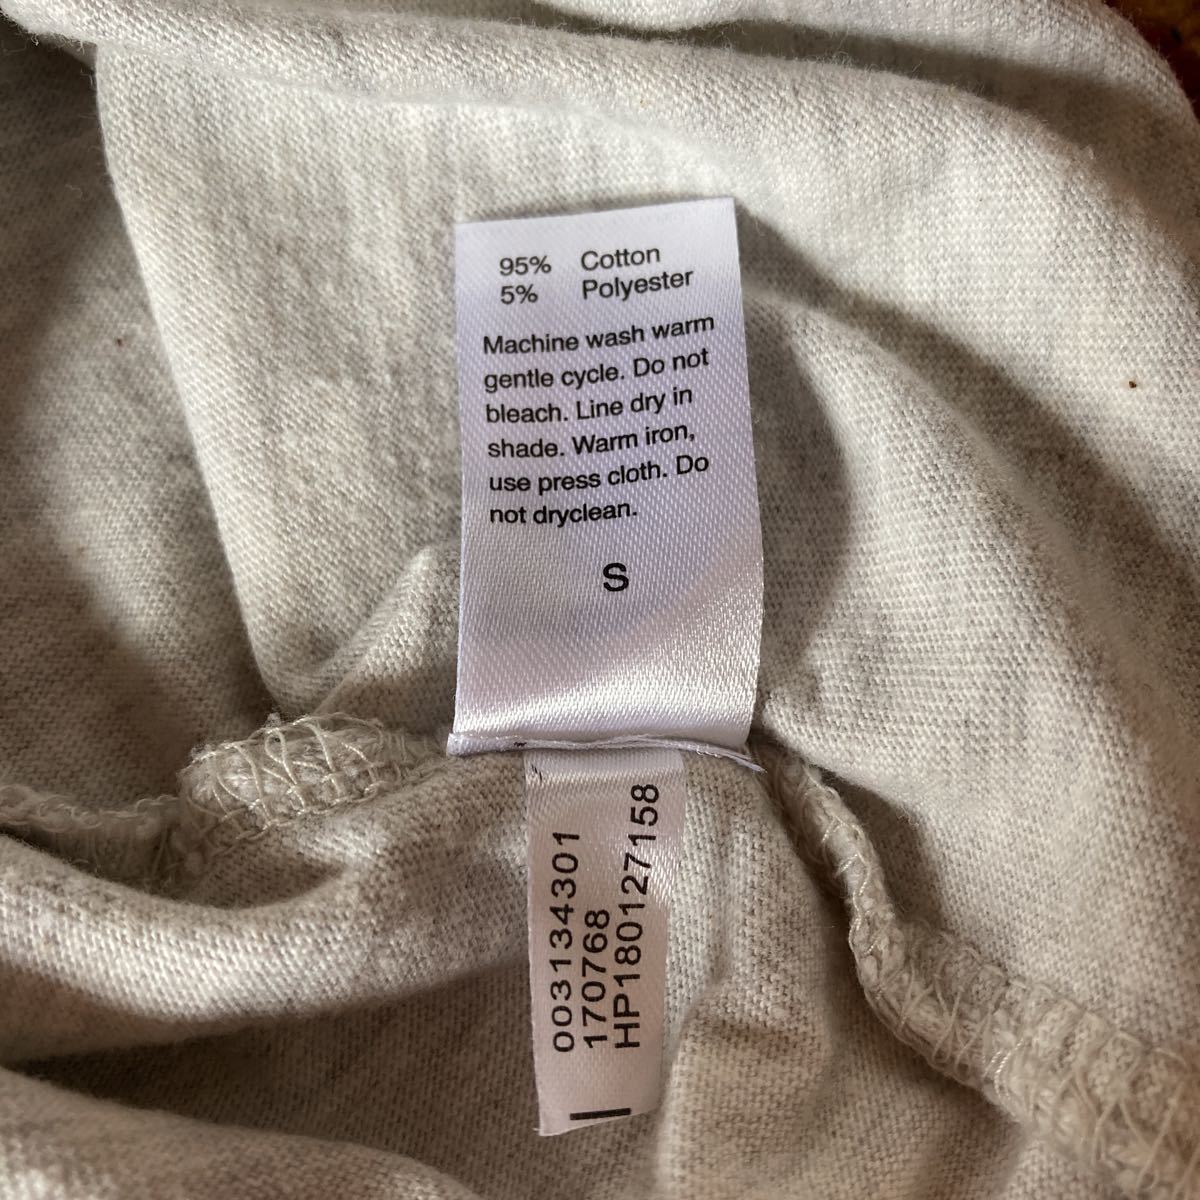 95% Cotton
5% Polyester
Machine wash warm
gentle cycle. Do not
bleach. Line dry in
shade. Warm iron,
use press cloth. Do
not dryclean.
S
003134301
170768
HP180127158